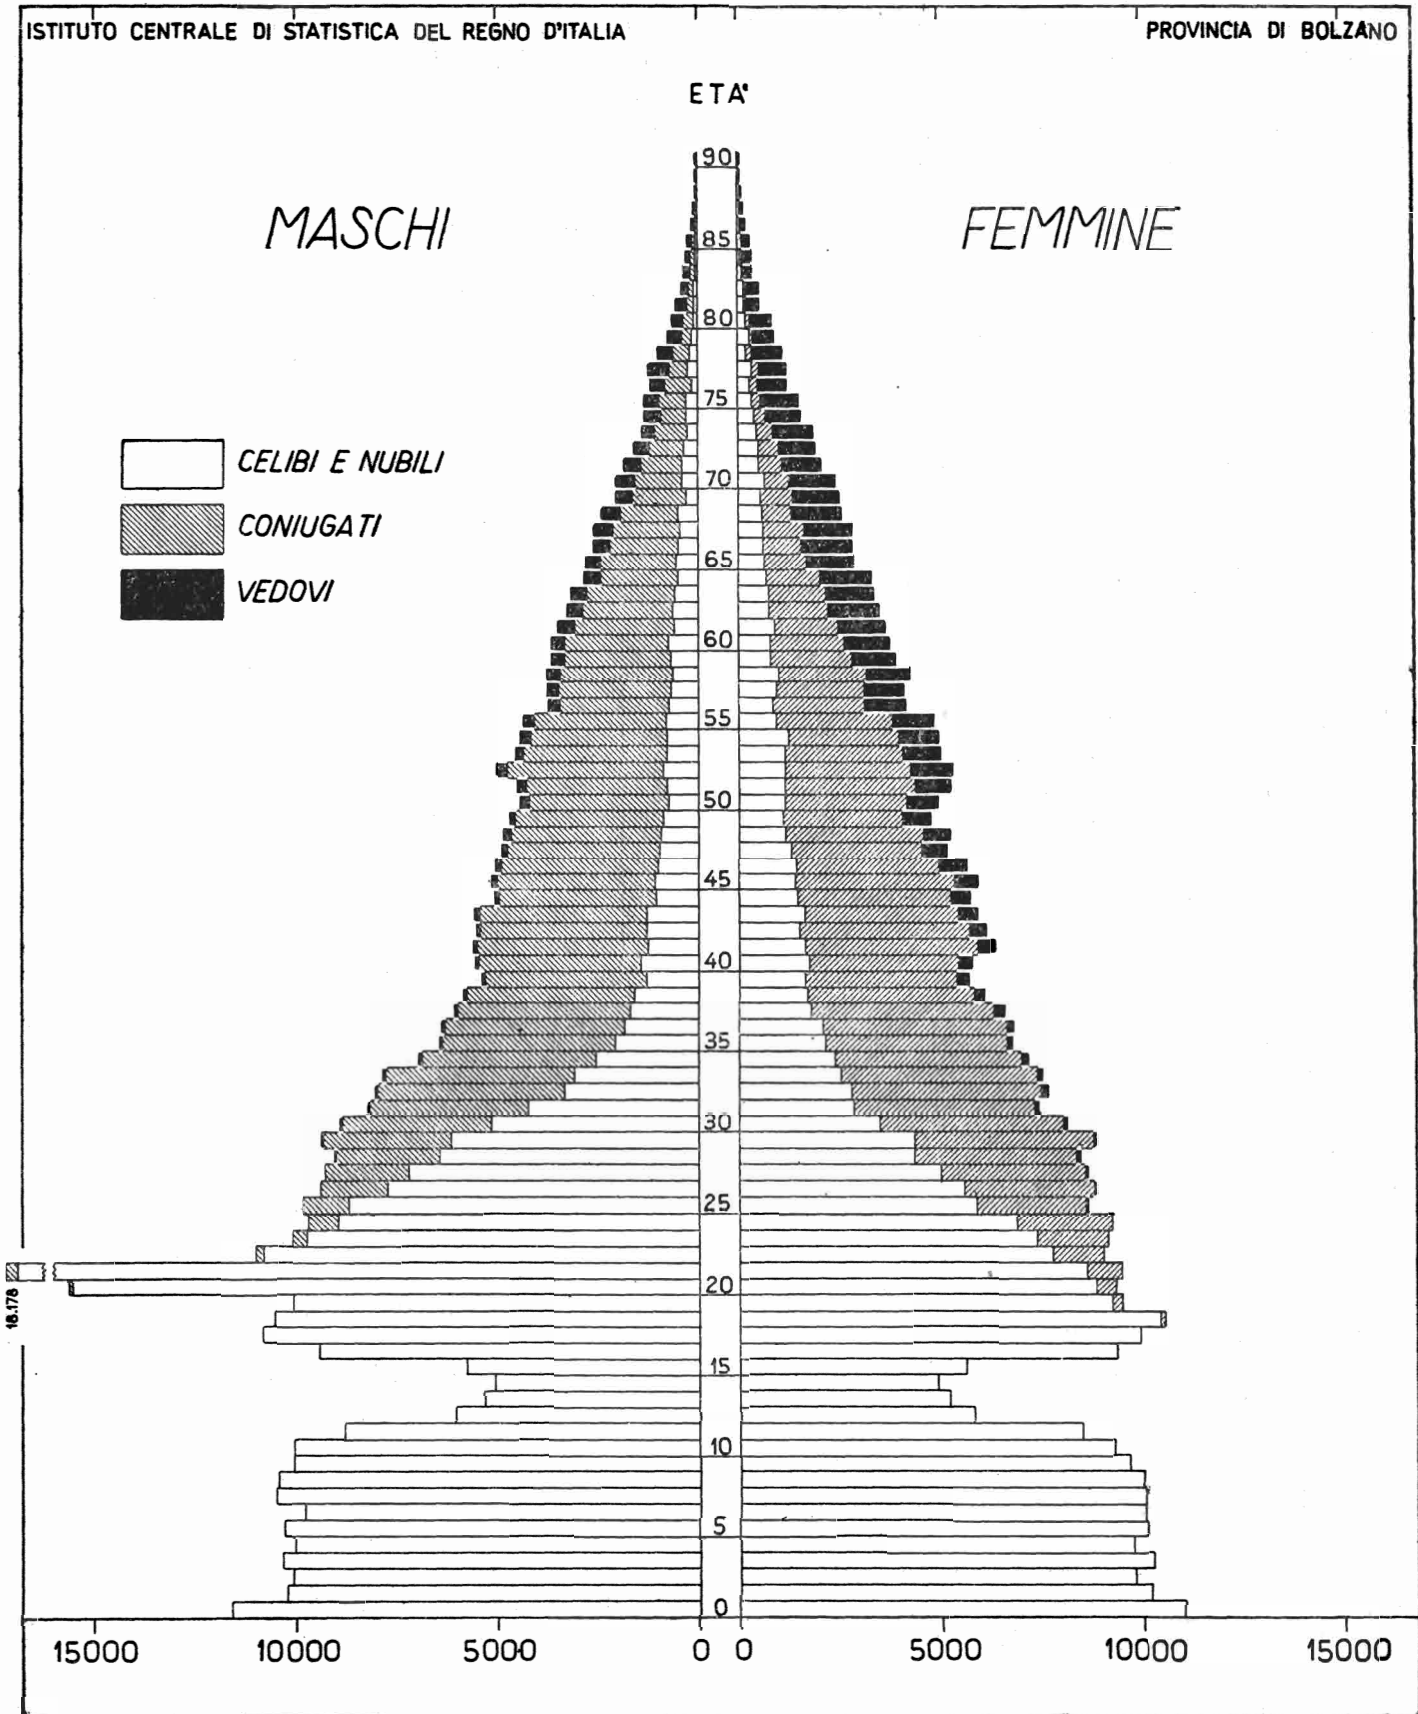 ISTITUTO CENTRALE DI STATISTICA DEL REGNO D'ITALIA
PROVINCIA DI BOLZANO
ETA'
MASCHI
FEMMINE
90
85
80
75
70
65
60
55
50
45
40
35
30
25
20
15
10
5
0
CELIBI E NUBILI
CONIUGATI
VEDOVI
18.178
15000 10000 5000 0 0 5000 10000 15000